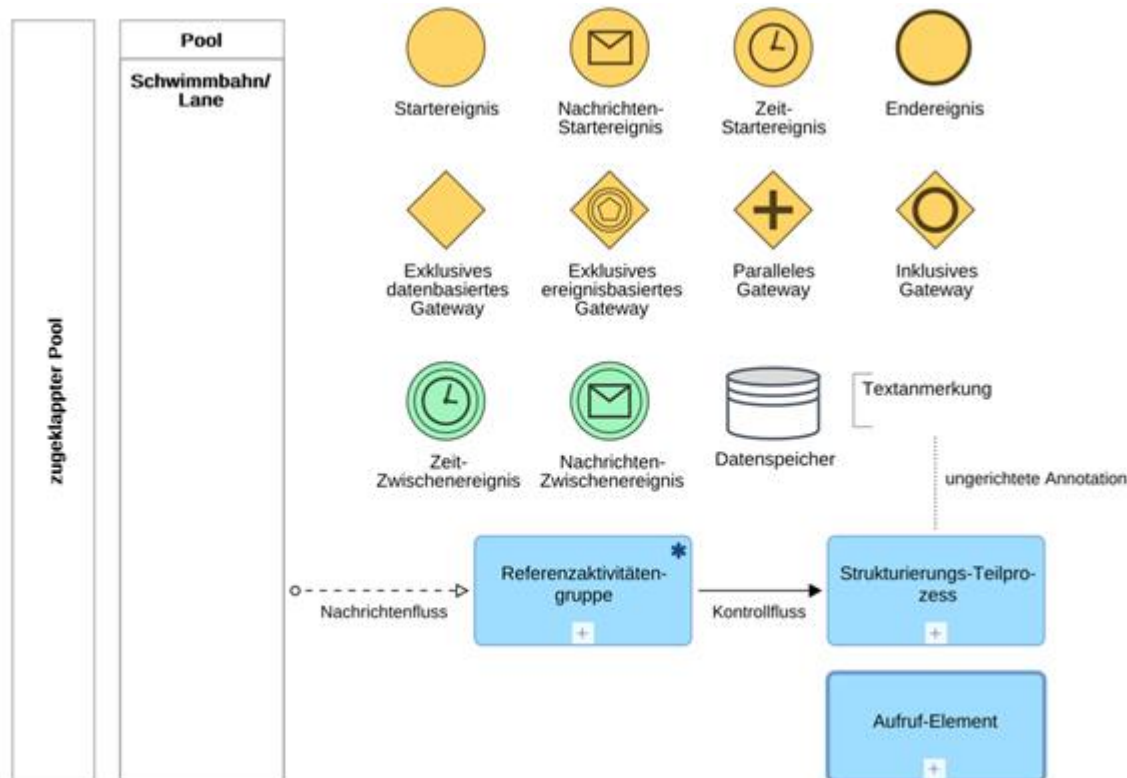 Pool
Schwimmbahn/
Lane
zugeklappter Pool
Startereignis
Nachrichten-
Startereignis
Zeit-
Startereignis
Endereignis
Exklusives
datenbasiertes
Gateway
Exklusives
ereignisbasiertes
Gateway
Paralleles
Gateway
Inklusives
Gateway
Zeit-
Zwischenereignis
Nachrichten-
Zwischenereignis
Datenspeicher
Textanmerkung
ungerichtete Annotation
Referenzaktivitäten-
gruppe
Strukturierungs-Teilpro-
zess
Nachrichtenfluss
Kontrollfluss
Aufruf-Element